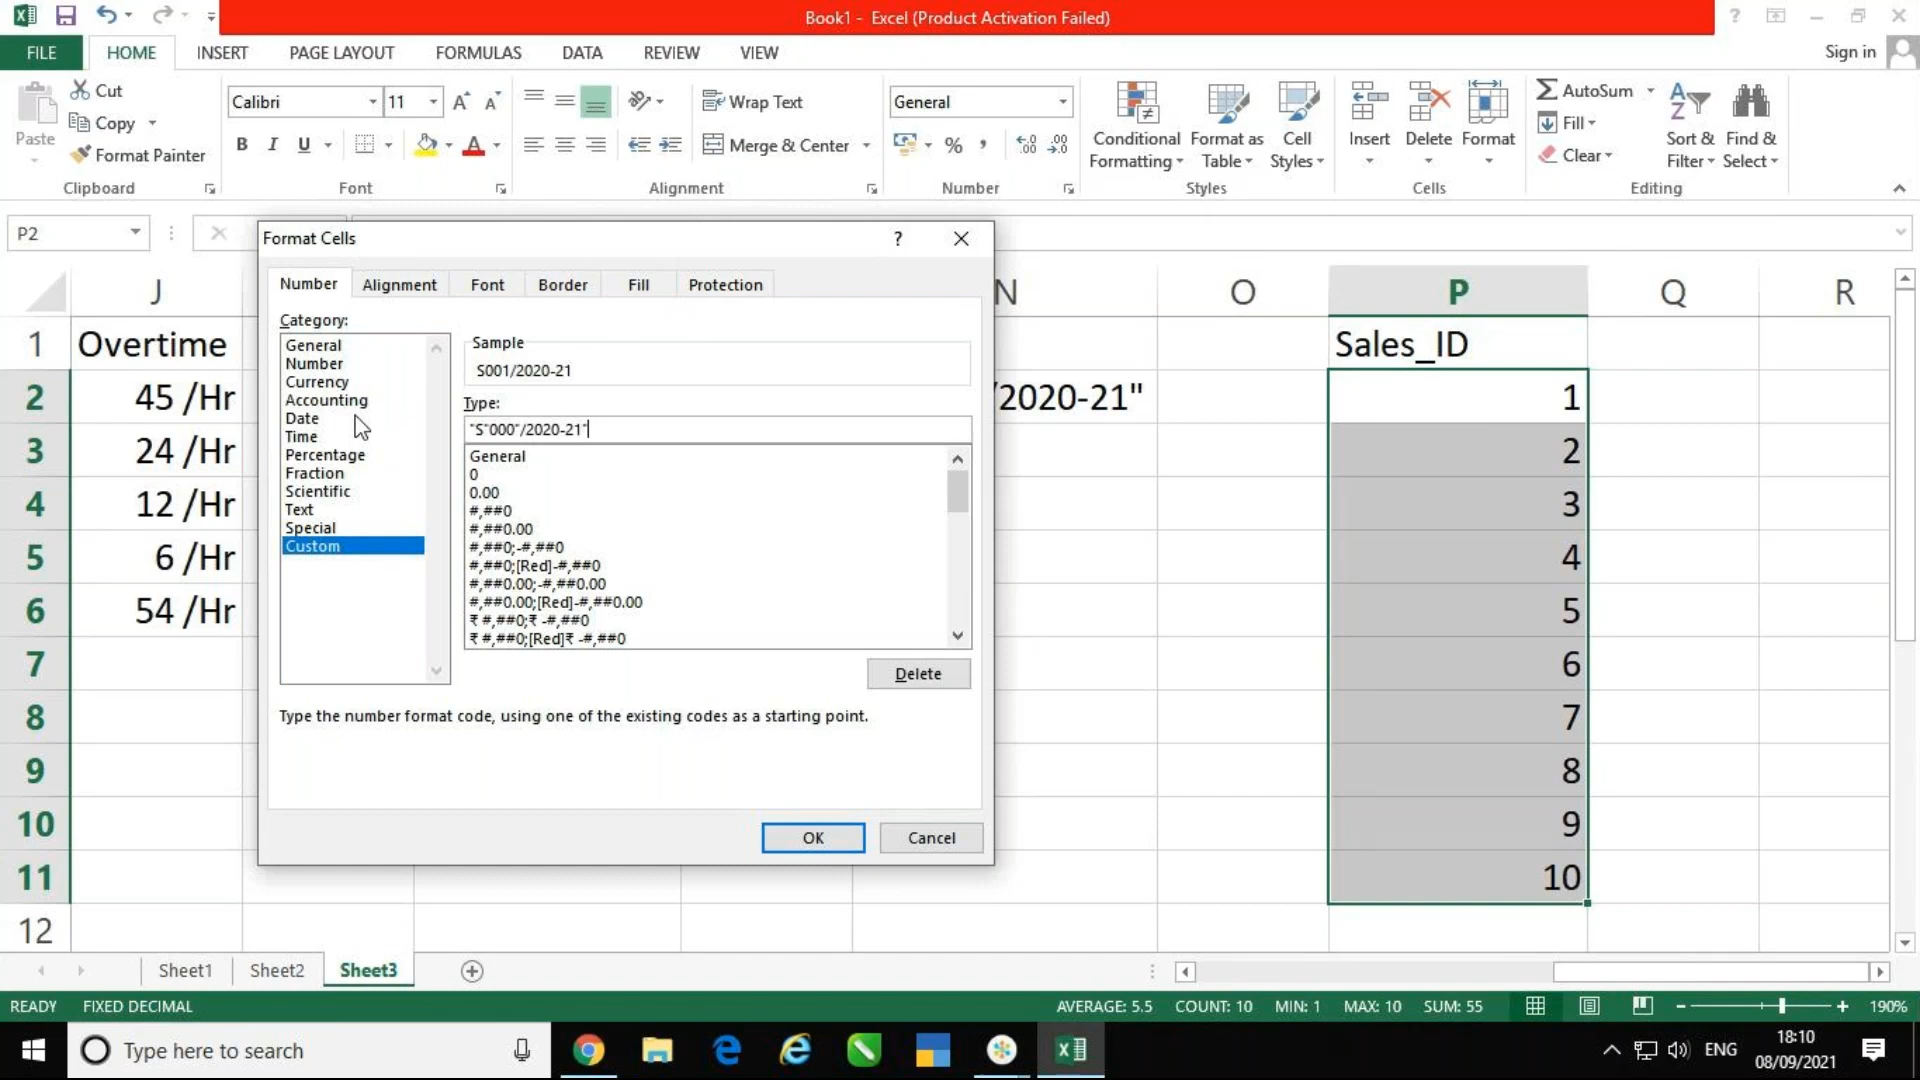 Book1 - Excel (Product Activation Failed)
FILE HOME INSERT PAGE LAYOUT FORMULAS DATA REVIEW VIEW Sign in
Paste
Cut
Copy
Format Painter
Clipboard
Calibri 11
B I U
Font
Wrap Text
Merge & Center
Alignment
General
%
Number
Conditional Formatting
Format as Table
Cell Styles
Styles
Insert
Delete
Format
Cells
AutoSum
Fill
Clear
Sort & Filter
Find & Select
Editing
P2
J N O P Q R
1 Overtime Sales_ID
2 45 /Hr /2020-21" 1
3 24 /Hr 2
4 12 /Hr 3
5 6 /Hr 4
6 54 /Hr 5
7 6
8 7
9 8
10 9
11 10
12
Format Cells ?
Number Alignment Font Border Fill Protection
Category:
General
Number
Currency
Accounting
Date
Time
Percentage
Fraction
Scientific
Text
Special
Custom
Sample
S001/2020-21
Type:
"S"000"/2020-21"
General
0
0.00
#,##0
#,##0.00
#,##0;-#,##0
#,##0;[Red]-#,##0
#,##0.00;-#,##0.00
#,##0.00;[Red]-#,##0.00
₹ #,##0;₹ -#,##0
₹ #,##0;[Red]₹ -#,##0
Delete
Type the number format code, using one of the existing codes as a starting point.
OK Cancel
Sheet1 Sheet2 Sheet3
READY FIXED DECIMAL AVERAGE: 5.5 COUNT: 10 MIN: 1 MAX: 10 SUM: 55 190%
Type here to search
ENG
18:10
08/09/2021